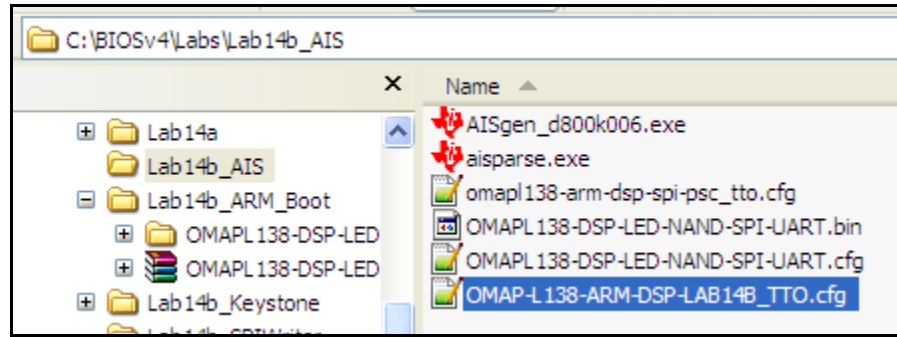 C:\BIOSv4\Labs\Lab14b_AIS
Name
Lab14a
Lab14b_AIS
Lab14b_ARM_Boot
OMAPL138-DSP-LED
OMAPL138-DSP-LED
Lab14b_Keystone
Lab14b_SPIWriter
AISgen_d800k006.exe
aisparse.exe
omapl138-arm-dsp-spi-psc_tto.cfg
OMAPL138-DSP-LED-NAND-SPI-UART.bin
OMAPL138-DSP-LED-NAND-SPI-UART.cfg
OMAP-L138-ARM-DSP-LAB14B_TTO.cfg